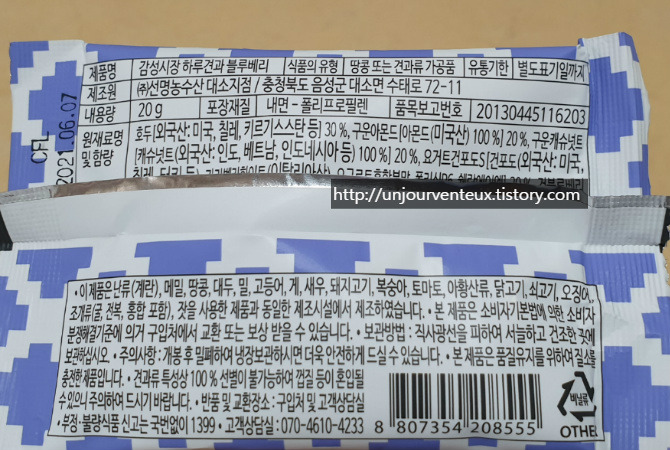 제품명 감성시장 하루견과 블루베리 식품의 유형 땅콩 또는 견과류 가공품 유통기한 별도표기일까지
제조원 ㈜선명농수산 대소지점 / 충청북도 음성군 대소면 수태로 72-11
내용량 20 g 포장재질 내면 - 폴리프로필렌 품목보고번호 20130445116203
원재료명 및 함량 호두[외국산: 미국, 칠레, 키르기스스탄 등] 30 %, 구운아몬드(아몬드(미국산) 100 %] 20 %, 구운캐슈넛트
[캐슈넛트(외국산: 인도, 베트남, 인도네시아 등) 100 %] 20 %, 요거트건포도S [건포도(외국산: 미국,
칠레,
CFL
2021.06.07
http://unjourventeux.tistory.com
• 이 제품은 난류(계란), 메밀, 땅콩, 대두, 밀, 고등어, 게, 새우, 돼지고기, 복숭아, 토마토, 아황산류, 닭고기, 쇠고기, 오징어,
조개류(굴, 전복, 홍합 포함), 잣을 사용한 제품과 동일한 제조시설에서 제조하였습니다. • 본 제품은 소비자기본법에 의한 소비자
분쟁해결기준에 의거 구입처에서 교환 또는 보상 받을 수 있습니다. • 보관방법 : 직사광선을 피하여 서늘하고 건조한 곳에
보관하십시오. • 주의사항 : 개봉 후 밀폐하여 냉장보관하시면 더욱 안전하게 드실 수 있습니다. • 본 제품은 품질유지를 위하여 질소를
충전한 제품입니다. • 견과류 특성상 100 % 선별이 불가능하여 껍질 등이 혼입될
수 있으니 주의하여 드시기 바랍니다. • 반품 및 교환장소 : 구입처 및 고객상담실
• 부정·불량식품 신고는 국번없이 1399 • 고객상담실 : 070-4610-4233
8 807354 208555
비닐류
OTHE